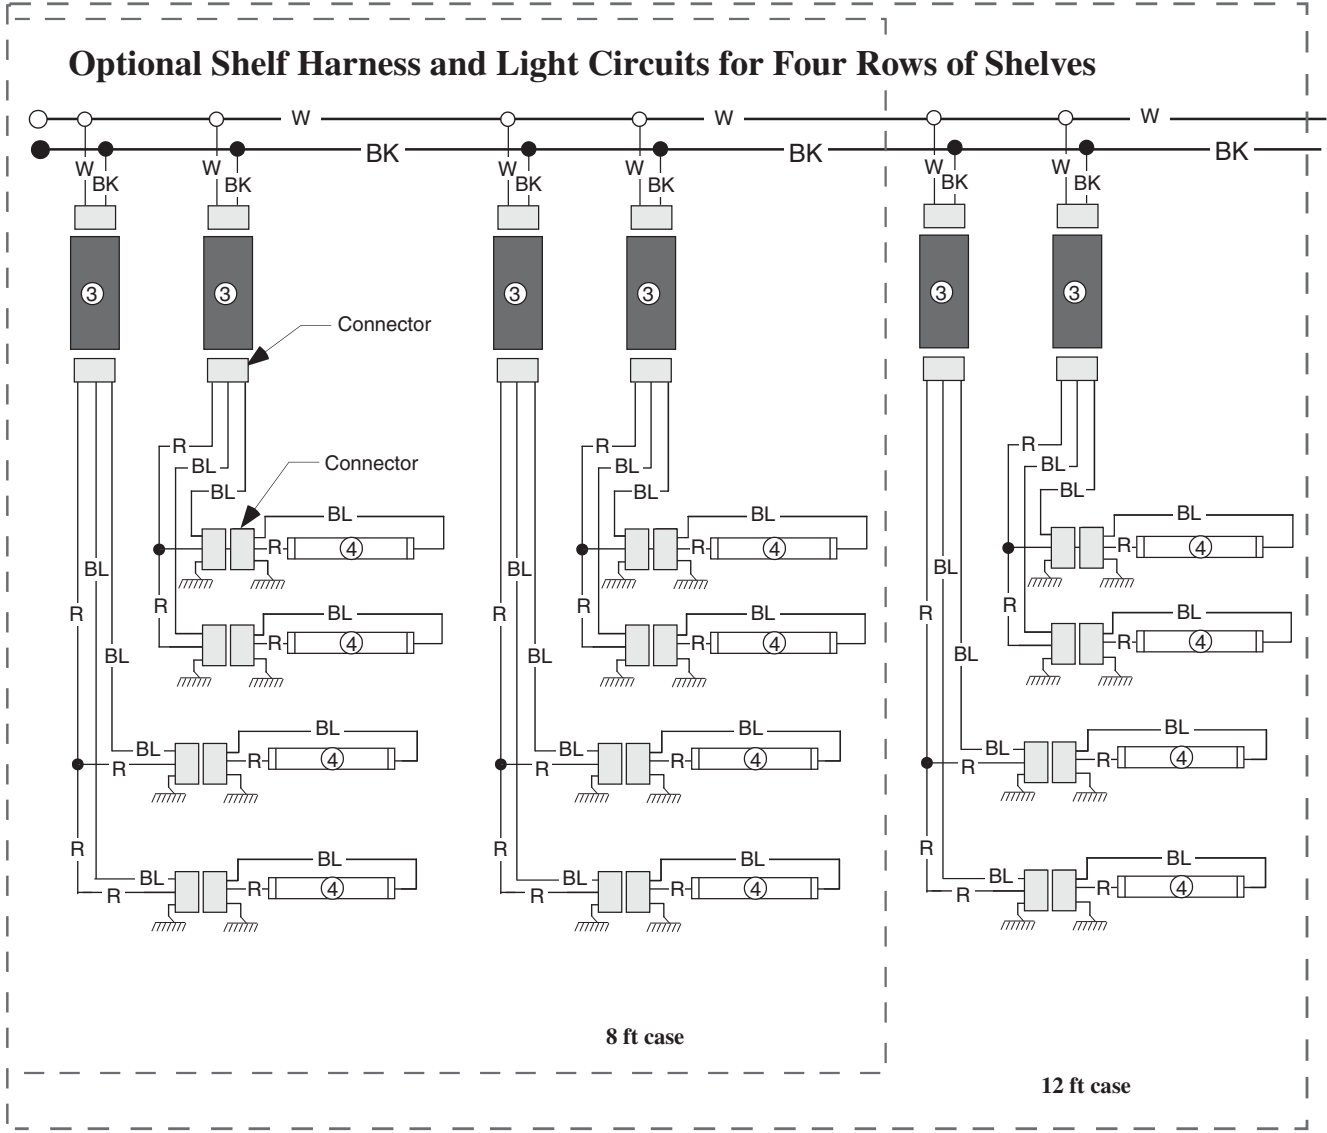 Optional Shelf Harness and Light Circuits for Four Rows of Shelves
W W W
BK BK BK
W BK W BK W BK W BK W BK W BK
3 3 3 3 3 3
Connector
R R R
BL BL BL
Connector
BL BL BL
BL BL BL
R 4 R 4 R 4
BL BL BL
R R BL R R BL R R BL
R 4 R 4 R 4
BL BL BL
BL BL BL
BL BL BL
R R 4 R R 4 R R 4
R R R
BL BL BL
BL BL BL
R R 4 R R 4 R R 4
8 ft case
12 ft case